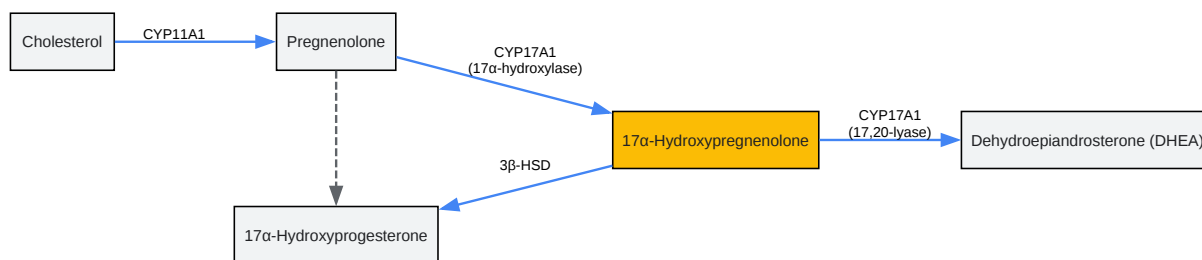 Cholesterol
CYP11A1
Pregnenolone
CYP17A1
(17α-hydroxylase)
17α-Hydroxypregnenolone
CYP17A1
(17,20-lyase)
Dehydroepiandrosterone (DHEA)
3β-HSD
17α-Hydroxyprogesterone